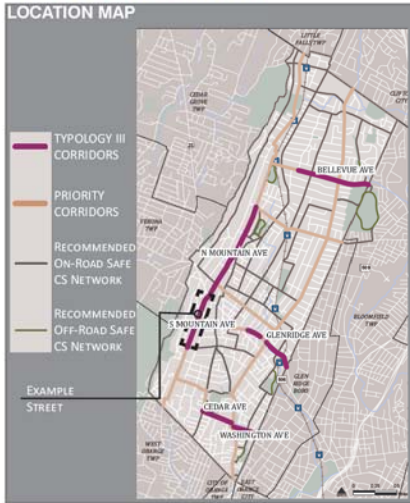 LOCATION MAP
TYPOLOGY III
CORRIDORS
PRIORITY
CORRIDORS
RECOMMENDED
ON-ROAD SAFE
CS NETWORK
RECOMMENDED
OFF-ROAD SAFE
CS NETWORK
EXAMPLE
STREET
LITTLE
FALLS TWP
CEDAR
GROVE
TWP
CLIFTON
CITY
BELLEVUE AVE
VERONA
TWP
N MOUNTAIN AVE
BLOOMFIELD
TWP
S MOUNTAIN AVE
GLENRIDGE AVE
GLEN
RIDGE
BORO
CEDAR AVE
WASHINGTON AVE
WEST
ORANGE
TWP
CITY OF
ORANGE
TWP
EAST
ORANGE
CITY